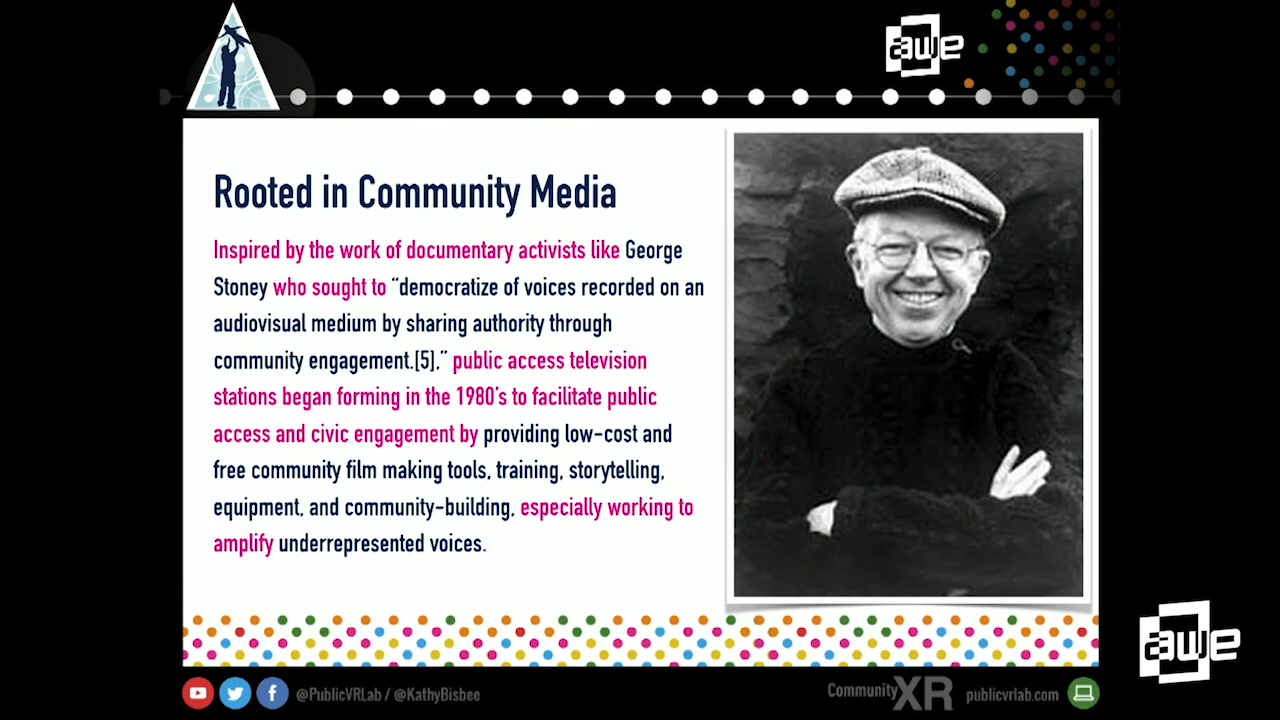 awe
Rooted in Community Media
Inspired by the work of documentary activists like George
Stoney who sought to “democratize of voices recorded on an
audiovisual medium by sharing authority through
community engagement.[5],” public access television
stations began forming in the 1980's to facilitate public
access and civic engagement by providing low-cost and
free community film making tools, training, storytelling,
equipment, and community-building, especially working to
amplify underrepresented voices.
awe
@PublicVRLab / @KathyBisbee
CommunityXR
publicvrlab.com